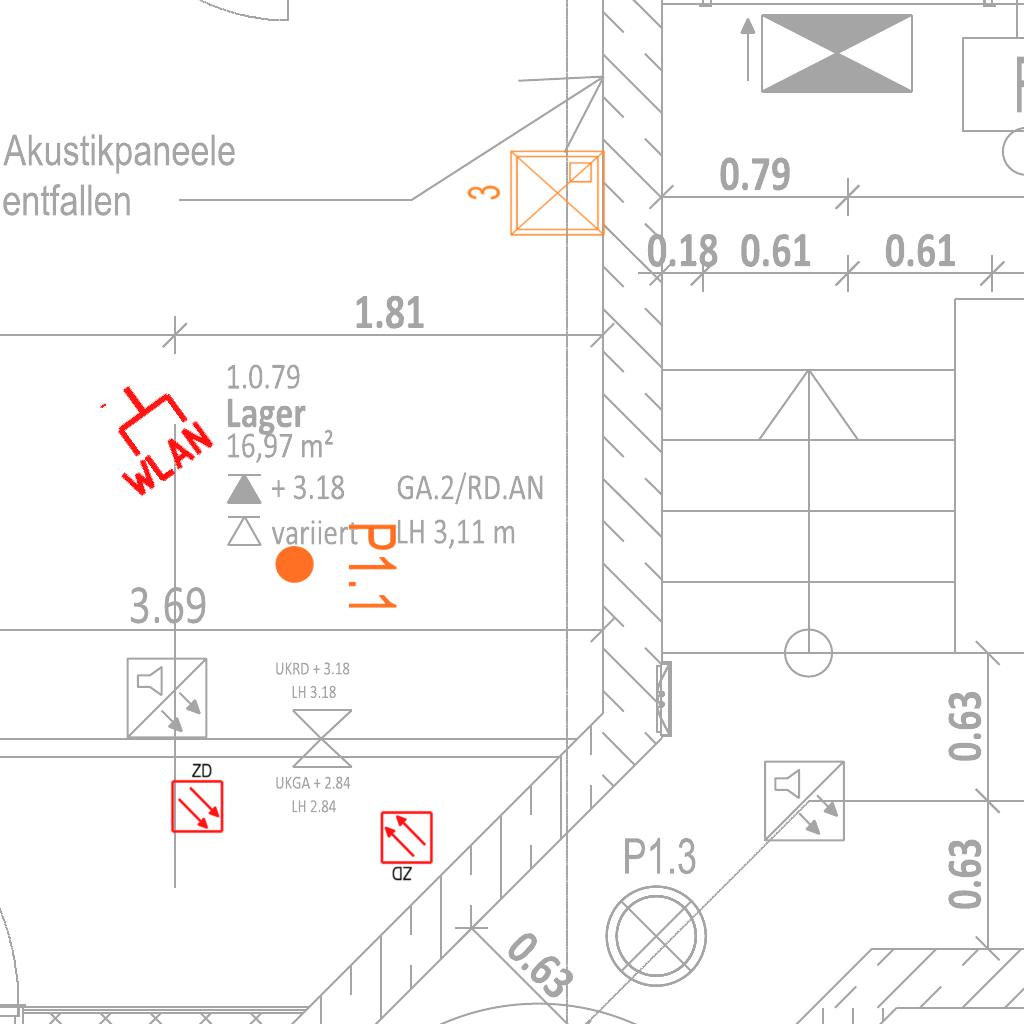 Akustikpaneele
entfallen
3
0.79
0.18 0.61 0.61
1.81
1.0.79
Lager
16,97 m²
+ 3.18 GA.2/RD.AN
variiert LH 3,11 m
WLAN
P1.1
3.69
UKRD + 3.18
LH 3.18
UKGA + 2.84
LH 2.84
ZD
ZD
0.63
P1.3
0.63
0.63